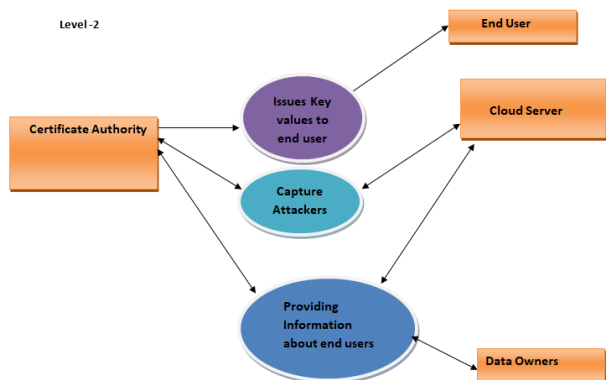 Level -2
End User
Issues Key
values to
end user
Certificate Authority
Cloud Server
Capture
Attackers
Providing
Information
about end users
Data Owners